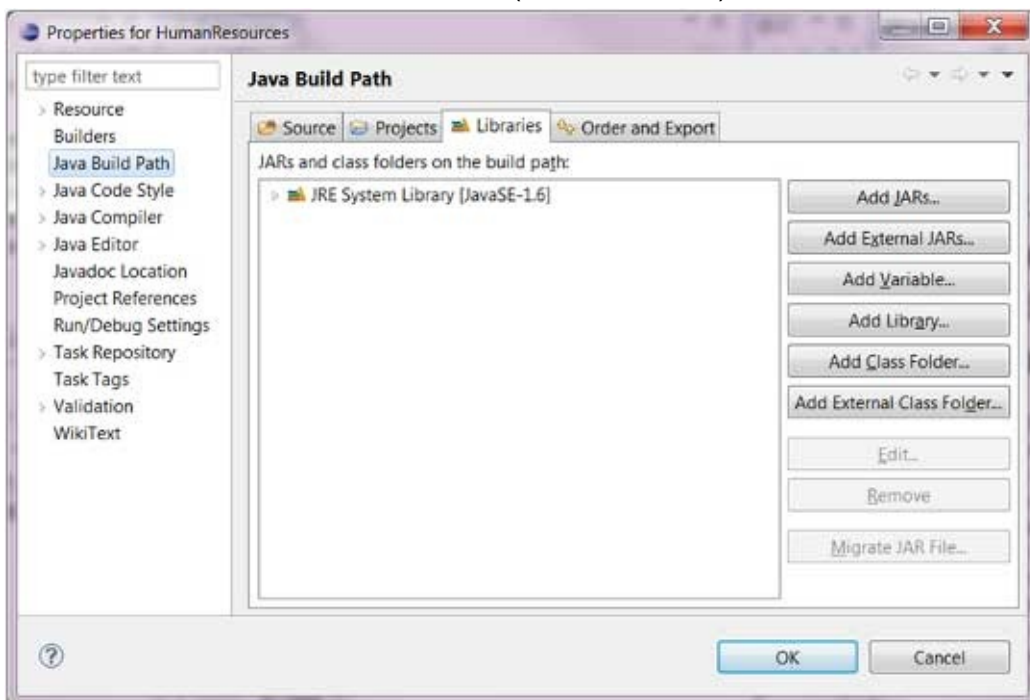 Properties for HumanResources
type filter text
Resource
Builders
Java Build Path
Java Code Style
Java Compiler
Java Editor
Javadoc Location
Project References
Run/Debug Settings
Task Repository
Task Tags
Validation
WikiText
Java Build Path
Source Projects Libraries Order and Export
JARs and class folders on the build path:
JRE System Library [JavaSE-1.6]
Add JARs...
Add External JARs...
Add Variable...
Add Library...
Add Class Folder...
Add External Class Folder...
Edit...
Remove
Migrate JAR File...
OK Cancel